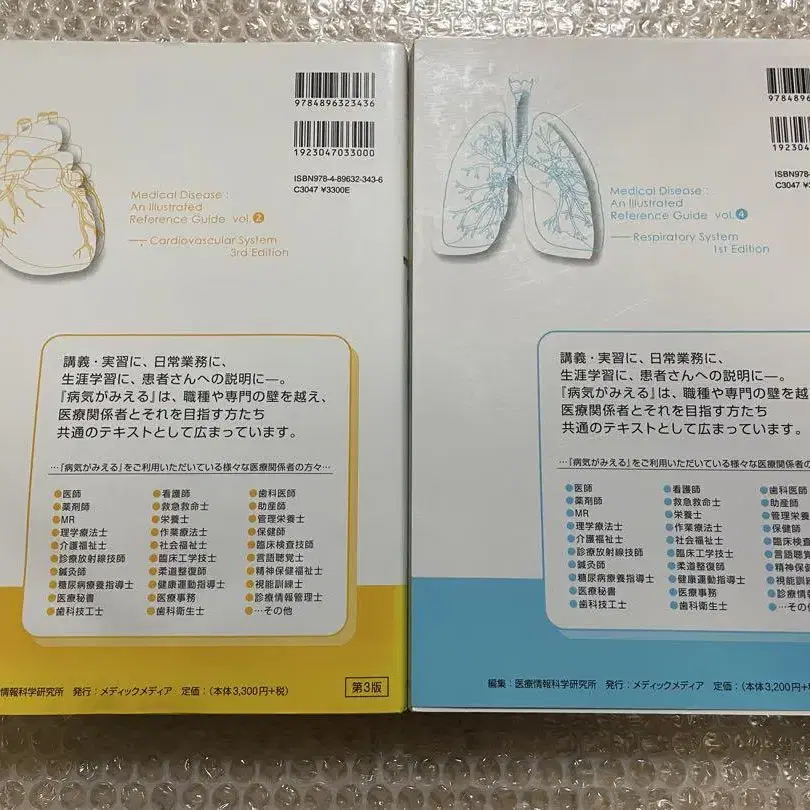 9784896323436
1923047033000
ISBN978-4-89632-343-6
C3047 ¥3300E
Medical Disease :
An Illustrated
Reference Guide vol.2
Cardiovascular System
3rd Edition
講義・実習に、日常業務に、
生涯学習に、患者さんへの説明に―。
『病気がみえる』は、職種や専門の壁を越え、
医療関係者とそれを目指す方たち
共通のテキストとして広まっています。
…『病気がみえる』をご利用いただいている様々な医療関係者の方々…
●医師 ●看護師 ●歯科医師
●薬剤師 ●救急救命士 ●助産師
●MR ●栄養士 ●管理栄養士
●理学療法士 ●作業療法士 ●保健師
●介護福祉士 ●社会福祉士 ●臨床検査技師
●診療放射線技師 ●臨床工学技士 ●言語聴覚士
●鍼灸師 ●柔道整復師 ●精神保健福祉士
●糖尿病療養指導士 ●健康運動指導士 ●視能訓練士
●医療秘書 ●医療事務 ●診療情報管理士
●歯科技工士 ●歯科衛生士 ●…その他
情報科学研究所 発行：メディックメディア 定価：(本体3,300円+税)
第3版
9784896
192304
ISBN978-
C3047 ¥
Medical Disease :
An Illustrated
Reference Guide vol.4
Respiratory System
1st Edition
講義・実習に、日常業務に、
生涯学習に、患者さんへの説明に―。
『病気がみえる』は、職種や専門の壁を越
医療関係者とそれを目指す方たち
共通のテキストとして広まっています。
…『病気がみえる』をご利用いただいている様々な医療関係者の
●医師 ●看護師 ●歯科医師
●薬剤師 ●救急救命士 ●助産師
●MR ●栄養士 ●管理栄養
●理学療法士 ●作業療法士 ●保健師
●介護福祉士 ●社会福祉士 ●臨床検
●診療放射線技師 ●臨床工学技士 ●言語聴
●鍼灸師 ●柔道整復師 ●精神保
●糖尿病療養指導士 ●健康運動指導士 ●視能訓
●医療秘書 ●医療事務 ●診療情
●歯科技工士 ●歯科衛生士 ●…その
編集：医療情報科学研究所 発行：メディックメディア 定価：(本体3,200円+